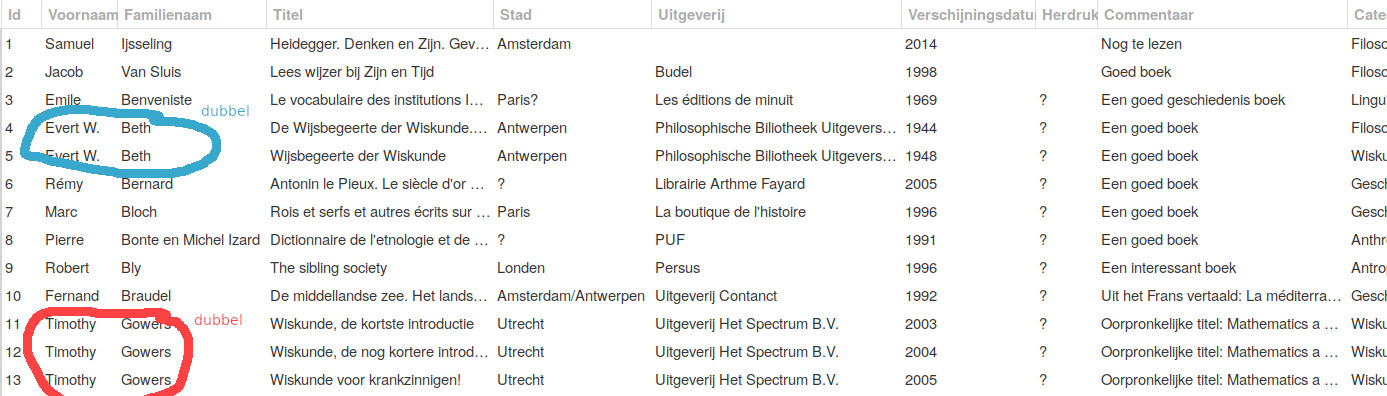 Id Voornaam Familienaam Titel Stad Uitgeverij Verschijningsdatu Herdruk Commentaar Cate
1 Samuel Ijsseling Heidegger. Denken en Zijn. Gev… Amsterdam 2014 Nog te lezen Filoso
2 Jacob Van Sluis Lees wijzer bij Zijn en Tijd Budel 1998 Goed boek Filoso
3 Emile Benveniste Le vocabulaire des institutions I… Paris? Les éditions de minuit 1969 ? Een goed geschiedenis boek Lingu
dubbel
4 Evert W. Beth De Wijsbegeerte der Wiskunde.… Antwerpen Philosophische Biliotheek Uitgevers… 1944 ? Een goed boek Filoso
5 Evert W. Beth Wijsbegeerte der Wiskunde Antwerpen Philosophische Biliotheek Uitgevers… 1948 ? Een goed boek Wisku
6 Rémy Bernard Antonin le Pieux. Le siècle d'or … ? Librairie Arthme Fayard 2005 ? Een goed boek Gesch
7 Marc Bloch Rois et serfs et autres écrits sur … Paris La boutique de l'histoire 1996 ? Een goed boek Gesch
8 Pierre Bonte en Michel Izard Dictionnaire de l'etnologie et de … ? PUF 1991 ? Een goed boek Anthr
9 Robert Bly The sibling society Londen Persus 1996 ? Een interessant boek Antrop
10 Fernand Braudel De middellandse zee. Het lands… Amsterdam/Antwerpen Uitgeverij Contanct 1992 ? Uit het Frans vertaald: La méditerra… Gesch
11 Timothy Gowers dubbel Wiskunde, de kortste introductie Utrecht Uitgeverij Het Spectrum B.V. 2003 ? Oorpronkelijke titel: Mathematics a … Wisku
12 Timothy Gowers Wiskunde, de nog kortere introd… Utrecht Uitgeverij Het Spectrum B.V. 2004 ? Oorpronkelijke titel: Mathematics a … Wisku
13 Timothy Gowers Wiskunde voor krankzinnigen! Utrecht Uitgeverij Het Spectrum B.V. 2005 ? Oorpronkelijke titel: Mathematics a … Wisku